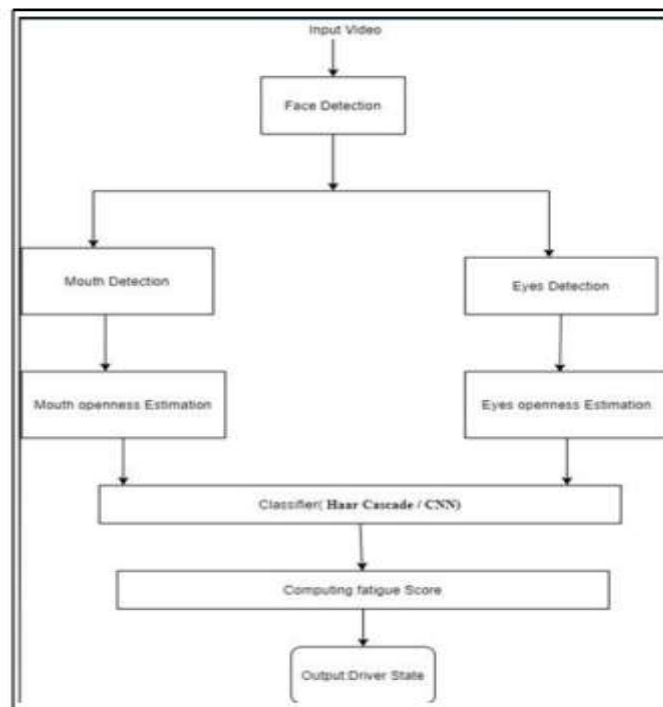 Input Video
Face Detection
Mouth Detection
Eyes Detection
Mouth openness Estimation
Eyes openness Estimation
Classifier( Haar Cascade / CNN)
Computing fatigue Score
Output:Driver State